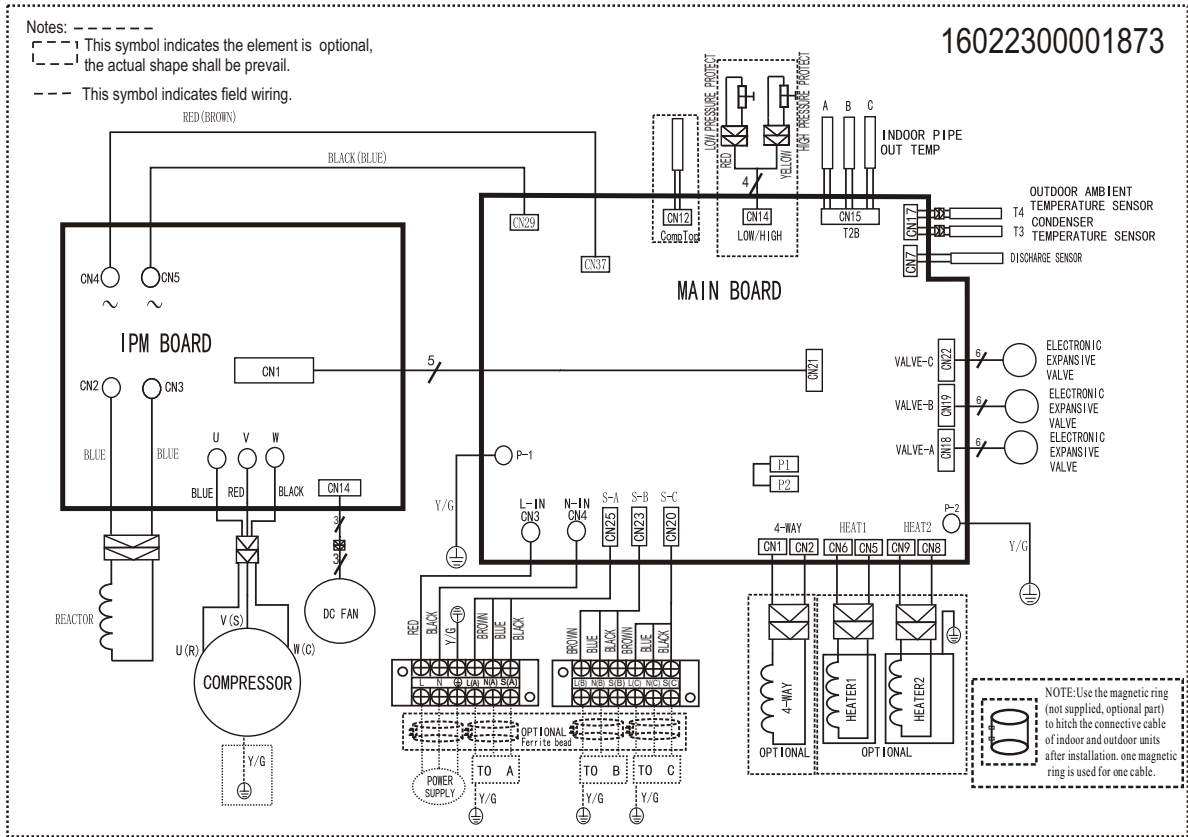 Notes:
This symbol indicates the element is optional,
the actual shape shall be prevail.
This symbol indicates field wiring.
16022300001873
RED(BROWN)
BLACK(BLUE)
LOW PRESSURE PROTECT
HIGH PRESSURE PROTECT
RED
YELLOW
4
A B C
INDOOR PIPE
OUT TEMP
CN29
CN37
CN12
CompTop
CN14
LOW/HIGH
CN15
T2B
CN17
CN7
OUTDOOR AMBIENT
T4 TEMPERATURE SENSOR
CONDENSER
T3 TEMPERATURE SENSOR
DISCHARGE SENSOR
CN4
CN5
IPM BOARD
MAIN BOARD
CN1
5
CN21
CN2
CN3
VALVE-C
CN22
6
ELECTRONIC
EXPANSIVE
VALVE
VALVE-B
CN19
6
ELECTRONIC
EXPANSIVE
VALVE
VALVE-A
CN18
6
ELECTRONIC
EXPANSIVE
VALVE
BLUE
BLUE
U V W
BLUE RED BLACK
CN14
3
3
DC FAN
REACTOR
U(R)
V(S)
W(C)
COMPRESSOR
Y/G
P-1
Y/G
P1
P2
P-2
Y/G
L-IN
CN3
N-IN
CN4
S-A
CN25
S-B
CN23
S-C
CN20
4-WAY
CN1 CN2
HEAT1
CN6 CN5
HEAT2
CN9 CN8
RED
BLACK
Y/G
BROWN
BLUE
BLACK
BROWN
BLUE
BLACK
BROWN
BLUE
BLACK
L N L(A) N(A) S(A)
L(B) N(B) S(B) L(C) N(C) S(C)
OPTIONAL
Ferrite bead
POWER
SUPPLY
TO A
TO B
TO C
Y/G
Y/G
Y/G
4-WAY
OPTIONAL
HEATER1
HEATER2
OPTIONAL
NOTE:Use the magnetic ring
(not supplied, optional part)
to hitch the connective cable
of indoor and outdoor units
after installation. one magnetic
ring is used for one cable.